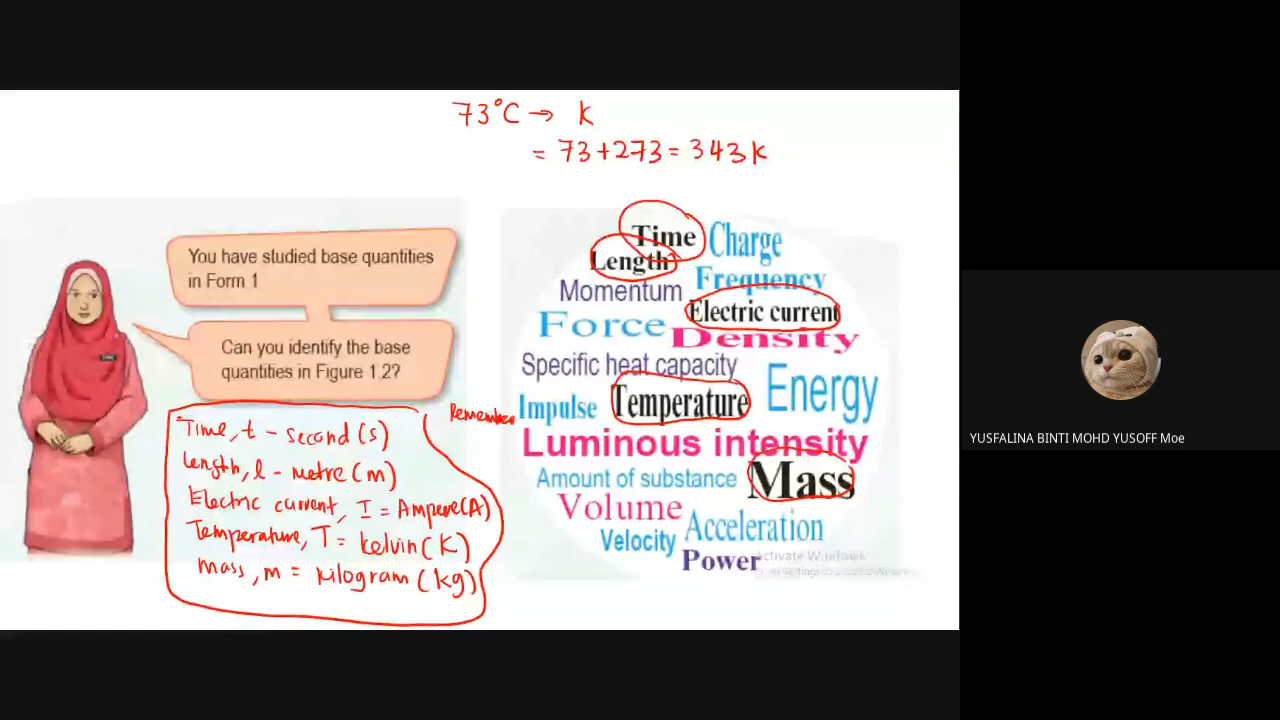 73°C → K
= 73+273 = 343K
You have studied base quantities
in Form 1
Can you identify the base
quantities in Figure 1.2?
Time, t - second (s)
length, l - metre (m)
Electric current, I = Ampere (A)
Temperature, T = kelvin (K)
mass, m = kilogram (kg)
Remember
Time
Charge
Length
Frequency
Momentum
Electric current
Force
Density
Specific heat capacity
Energy
Impulse
Temperature
Luminous intensity
Amount of substance
Mass
Volume
Acceleration
Velocity
Power
Activate Windows
YUSFALINA BINTI MOHD YUSOFF Moe